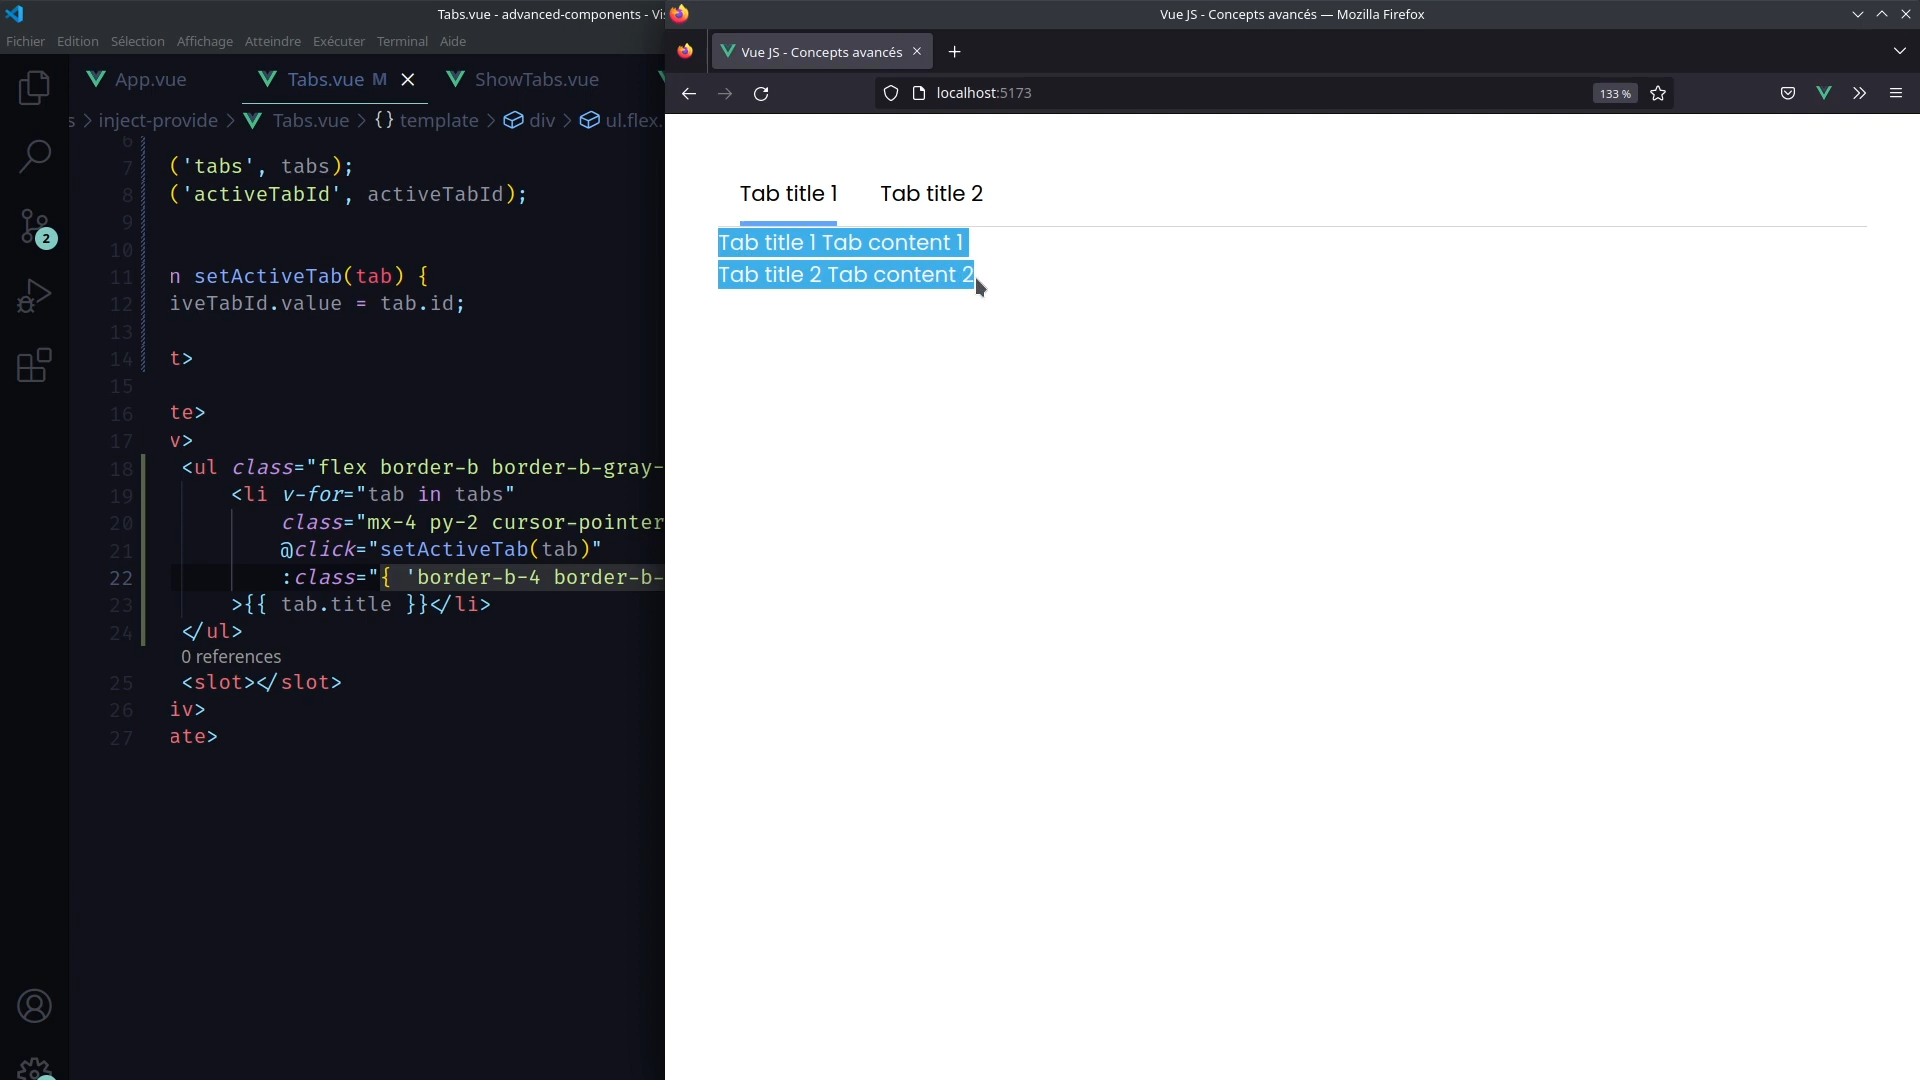 Tabs.vue - advanced-components - Vi
Fichier Edition Sélection Affichage Atteindre Exécuter Terminal Aide
App.vue Tabs.vue M ShowTabs.vue
s > inject-provide > Tabs.vue > {} template > div > ul.flex.
6
7 ('tabs', tabs);
8 ('activeTabId', activeTabId);
9
10
11 n setActiveTab(tab) {
12 iveTabId.value = tab.id;
13
14 t>
15
16 te>
17 v>
18 <ul class="flex border-b border-b-gray-
19 <li v-for="tab in tabs"
20 class="mx-4 py-2 cursor-pointer
21 @click="setActiveTab(tab)"
22 :class="{ 'border-b-4 border-b-
23 >{{ tab.title }}</li>
24 </ul>
0 references
25 <slot></slot>
26 iv>
27 ate>
2
Vue JS - Concepts avancés — Mozilla Firefox
Vue JS - Concepts avancés
localhost:5173
133 %
Tab title 1 Tab title 2
Tab title 1 Tab content 1
Tab title 2 Tab content 2